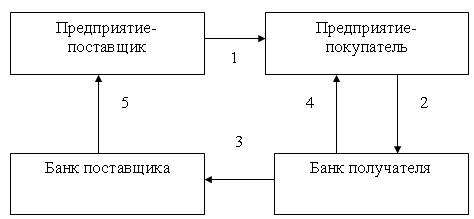 Предприятие-
поставщик
Предприятие-
покупатель
1
5
4
2
3
Банк поставщика
Банк получателя